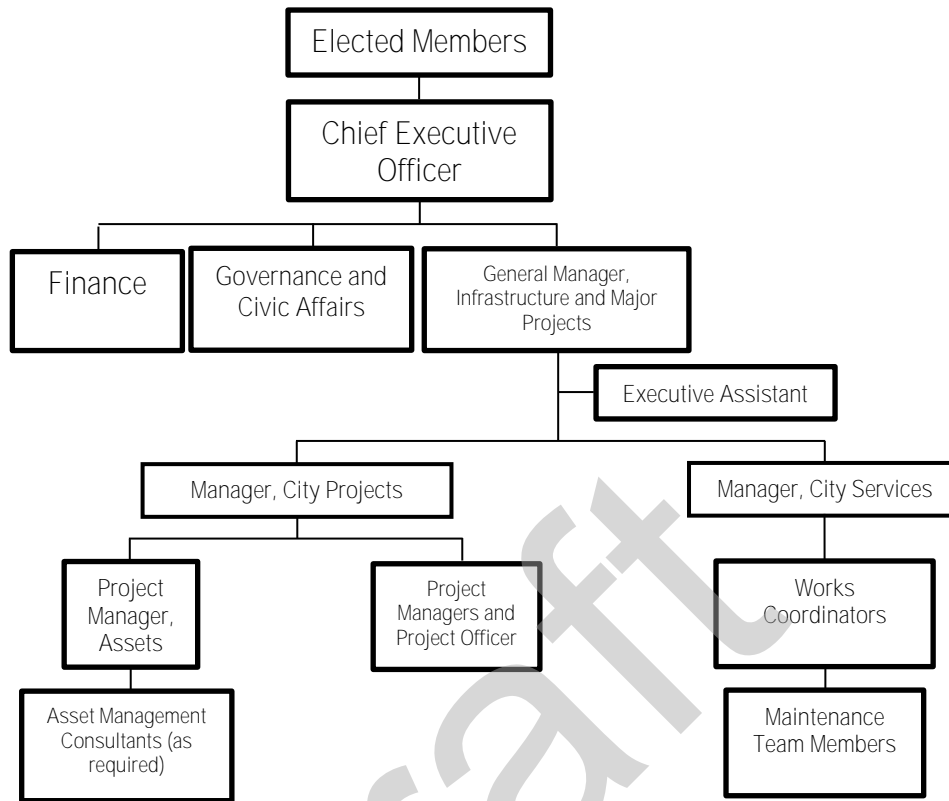 Elected Members
Chief Executive
Officer
Finance
Governance and
Civic Affairs
General Manager,
Infrastructure and Major
Projects
Executive Assistant
Manager, City Projects
Manager, City Services
Project
Manager,
Assets
Project
Managers and
Project Officer
Works
Coordinators
Asset Management
Consultants (as
required)
Maintenance
Team Members
aft